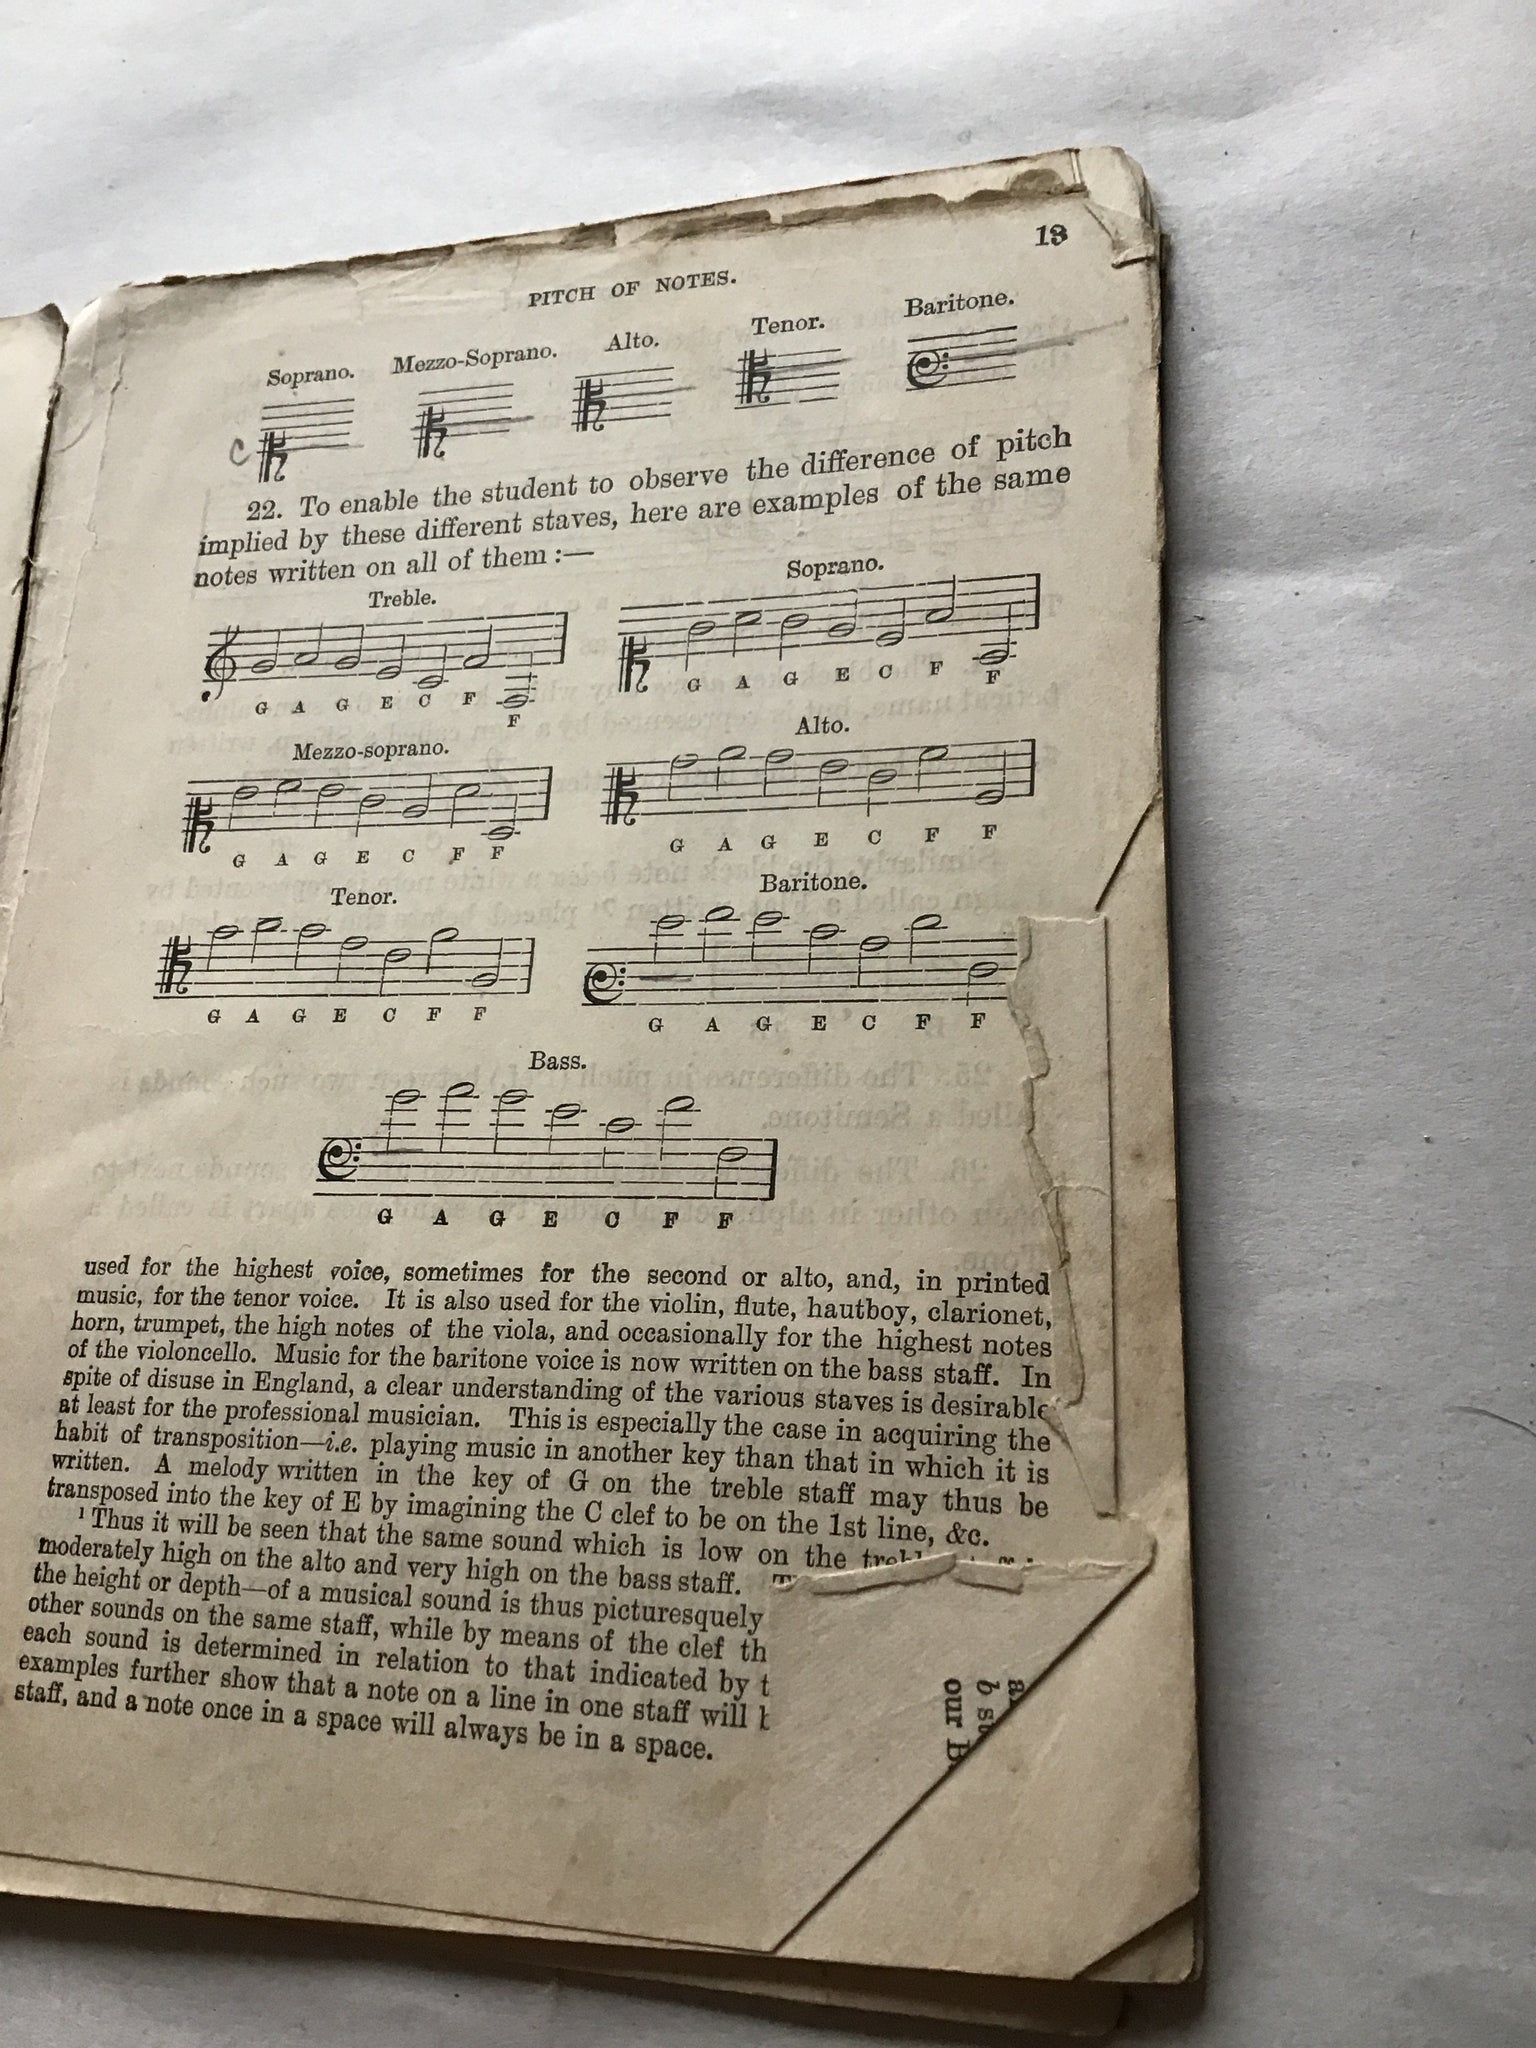 13
PITCH OF NOTES.
Soprano. Mezzo-Soprano. Alto. Tenor. Baritone.
C
22. To enable the student to observe the difference of pitch
implied by these different staves, here are examples of the same
notes written on all of them :—
Treble. Soprano.
G A G E C F F G A G E C F F
Mezzo-soprano. Alto.
G A G E C F F G A G E C F F
Tenor. Baritone.
G A G E C F F G A G E C F F
Bass.
G A G E C F F
used for the highest voice, sometimes for the second or alto, and, in printed
music, for the tenor voice. It is also used for the violin, flute, hautboy, clarionet,
horn, trumpet, the high notes of the viola, and occasionally for the highest notes
of the violoncello. Music for the baritone voice is now written on the bass staff. In
spite of disuse in England, a clear understanding of the various staves is desirable
at least for the professional musician. This is especially the case in acquiring the
habit of transposition—i.e. playing music in another key than that in which it is
written. A melody written in the key of G on the treble staff may thus be
transposed into the key of E by imagining the C clef to be on the 1st line, &c.
¹ Thus it will be seen that the same sound which is low on the treble
moderately high on the alto and very high on the bass staff.
the height or depth—of a musical sound is thus picturesquely
other sounds on the same staff, while by means of the clef th
each sound is determined in relation to that indicated by t
examples further show that a note on a line in one staff will
staff, and a note once in a space will always be in a space.
b
our B